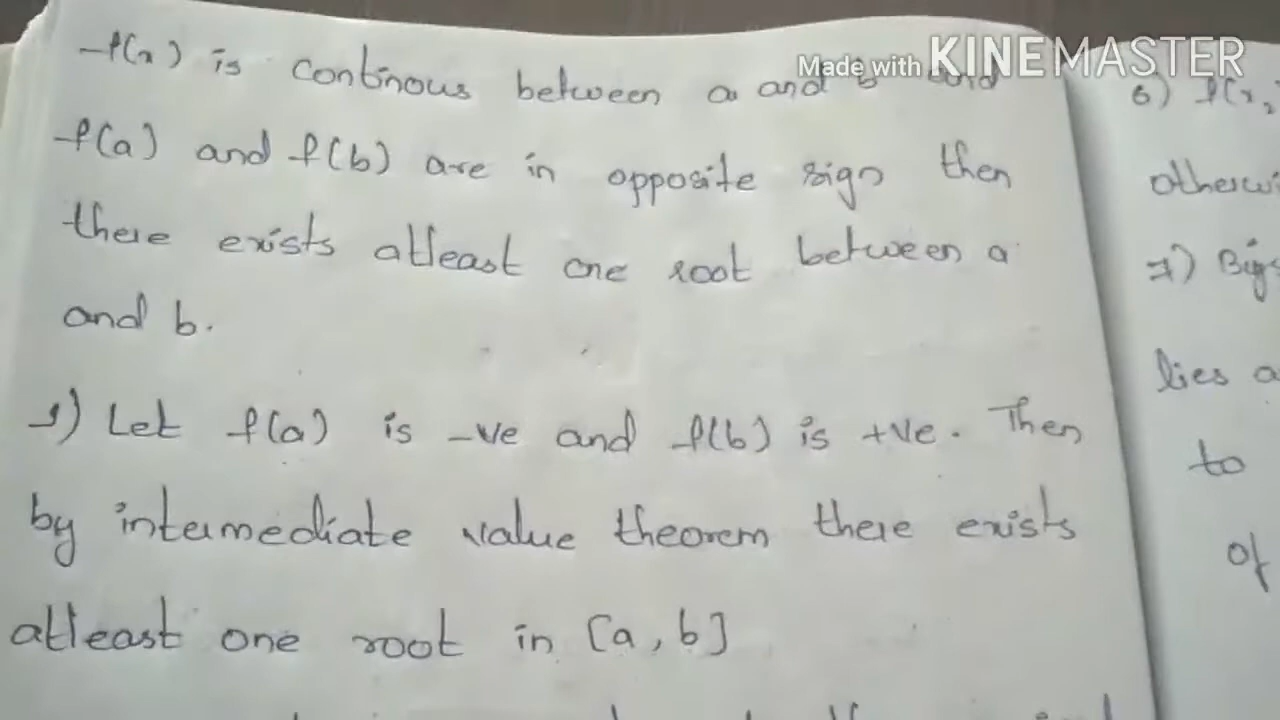 f(x) is continous between a and b and
f(a) and f(b) are in opposite sign then
there exists atleast one root between a
and b.
1) Let f(a) is -ve and f(b) is +ve. Then
by intermediate value theorem there exists
atleast one root in [a, b]
Made with KINEMASTER
6)
7)
lies a
to
of